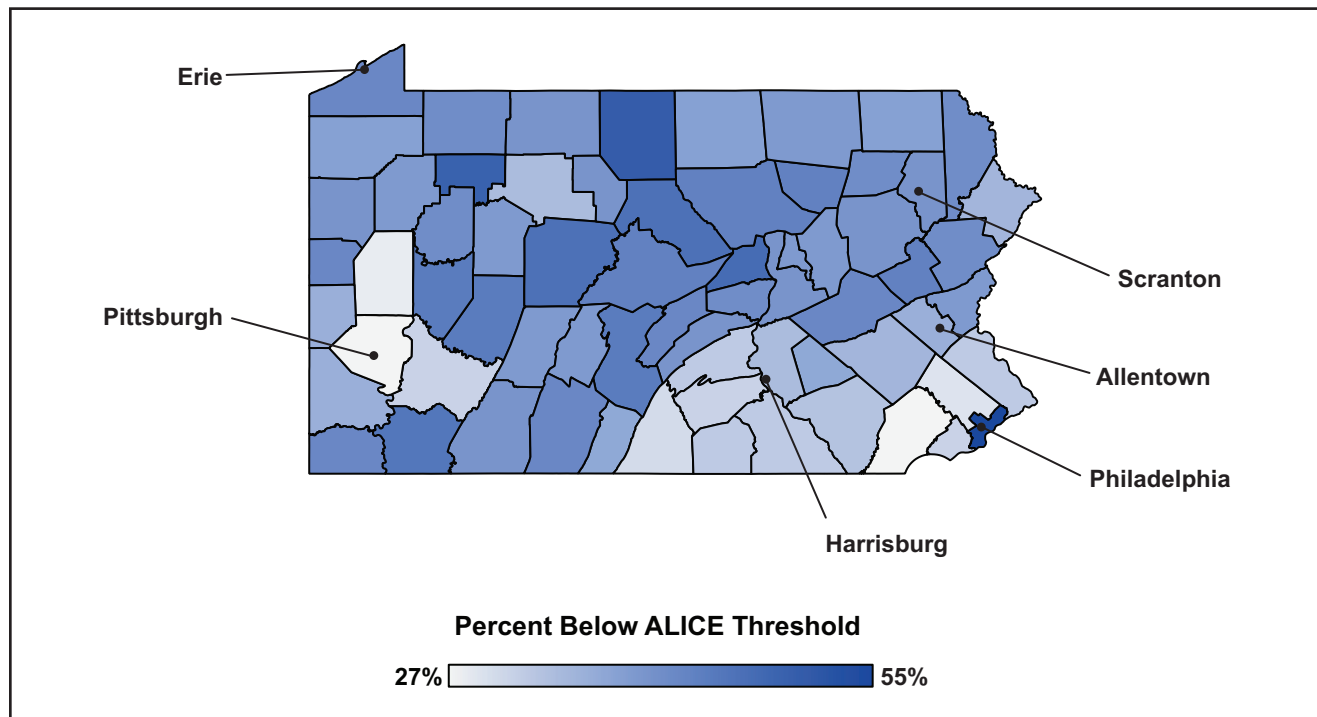 Erie
Scranton
Pittsburgh
Allentown
Philadelphia
Harrisburg
Percent Below ALICE Threshold
27% 55%